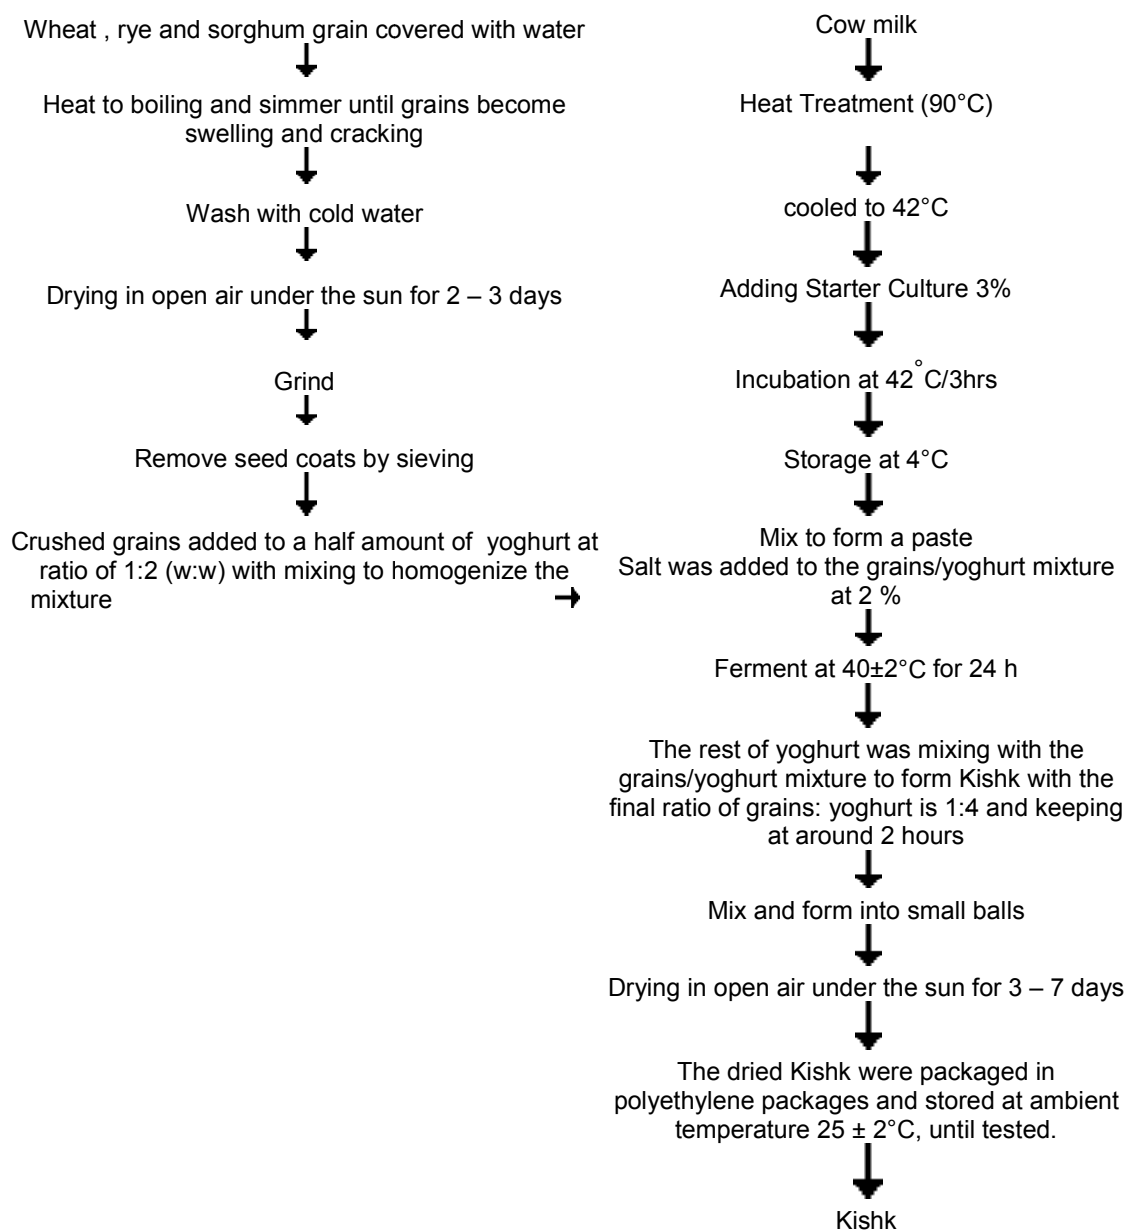 Wheat , rye and sorghum grain covered with water
Heat to boiling and simmer until grains become
swelling and cracking
Wash with cold water
Drying in open air under the sun for 2 – 3 days
Grind
Remove seed coats by sieving
Crushed grains added to a half amount of yoghurt at
ratio of 1:2 (w:w) with mixing to homogenize the
mixture
Cow milk
Heat Treatment (90°C)
cooled to 42°C
Adding Starter Culture 3%
Incubation at 42°C/3hrs
Storage at 4°C
Mix to form a paste
Salt was added to the grains/yoghurt mixture
at 2 %
Ferment at 40±2°C for 24 h
The rest of yoghurt was mixing with the
grains/yoghurt mixture to form Kishk with the
final ratio of grains: yoghurt is 1:4 and keeping
at around 2 hours
Mix and form into small balls
Drying in open air under the sun for 3 – 7 days
The dried Kishk were packaged in
polyethylene packages and stored at ambient
temperature 25 ± 2°C, until tested.
Kishk